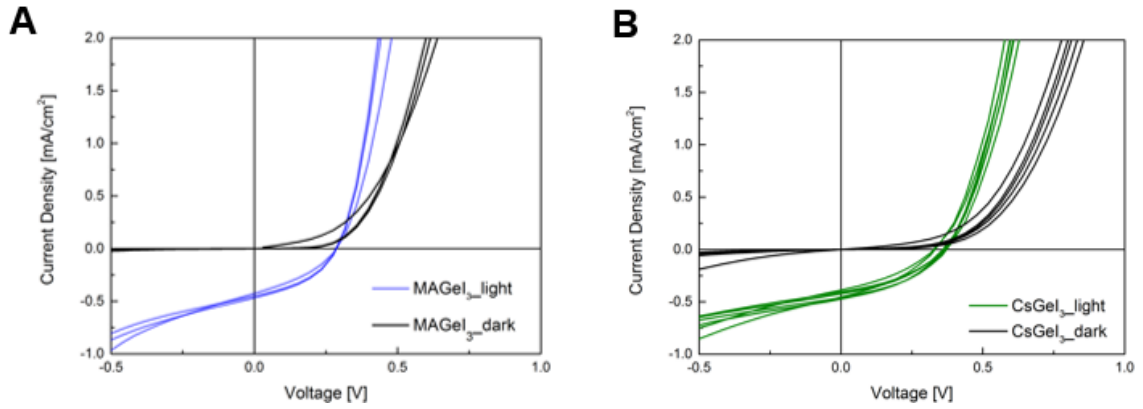 A
2.0
1.5
1.0
0.5
0.0
-0.5
-1.0
-0.5
0.0
0.5
1.0
Current Density [mA/cm²]
Voltage [V]
MAGeI₃_light
MAGeI₃_dark
B
2.0
1.5
1.0
0.5
0.0
-0.5
-1.0
-0.5
0.0
0.5
1.0
Current Density [mA/cm²]
Voltage [V]
CsGeI₃_light
CsGeI₃_dark